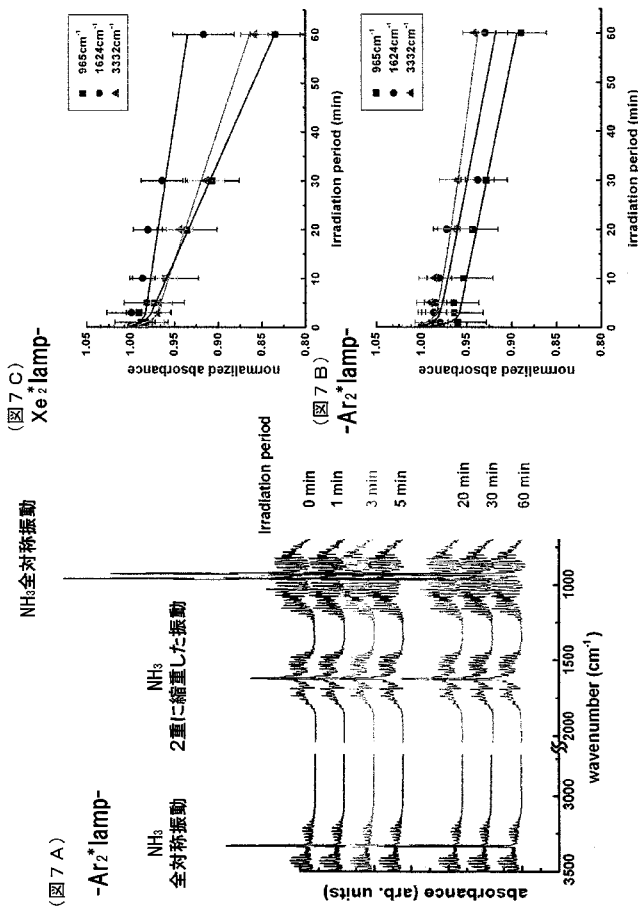 (図7A)
-Ar₂*lamp-
NH₃
全対称振動
NH₃
2重に縮重した振動
NH₃全対称振動
Irradiation period
0 min
1 min
3 min
5 min
20 min
30 min
60 min
absorbance (arb. units)
3500
3000
2000
1500
1000
wavenumber (cm⁻¹)
(図7C)
Xe₂*lamp-
965cm⁻¹
1624cm⁻¹
3332cm⁻¹
normalized absorbance
1.05
1.00
0.95
0.90
0.85
0.80
0
10
20
30
40
50
60
irradiation period (min)
(図7B)
-Ar₂*lamp-
965cm⁻¹
1624cm⁻¹
3332cm⁻¹
normalized absorbance
1.05
1.00
0.95
0.90
0.85
0.80
0
10
20
30
40
50
60
irradiation period (min)